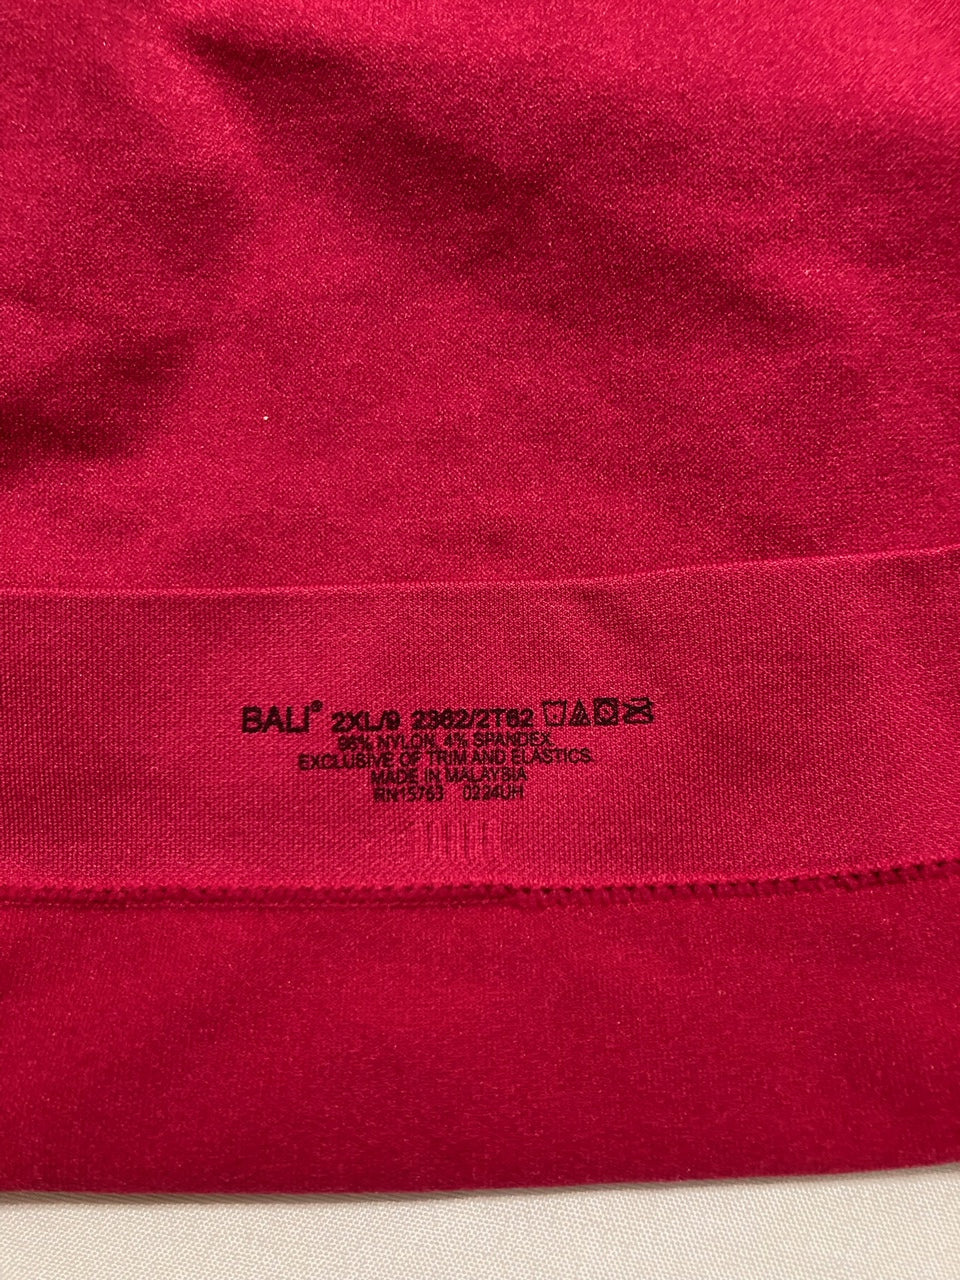 BALI® 2XL/9 2362/2T62
96% NYLON, 4% SPANDEX
EXCLUSIVE OF TRIM AND ELASTICS.
MADE IN MALAYSIA
RN15763 0224UH